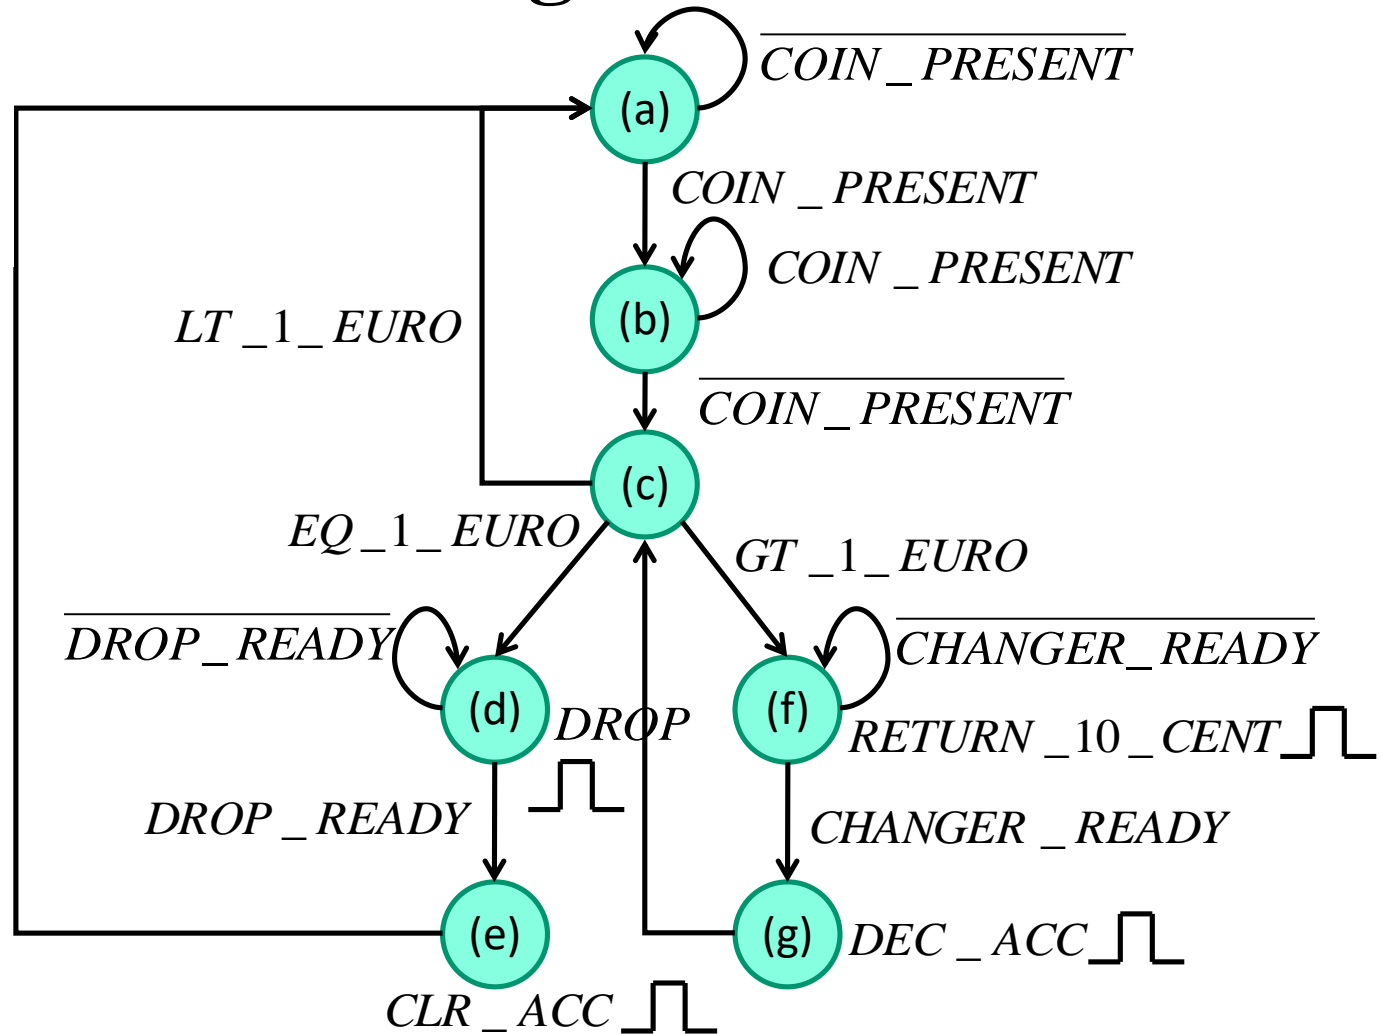 COIN_PRESENT
(a)
COIN_PRESENT
COIN_PRESENT
(b)
LT_1_EURO
COIN_PRESENT
(c)
EQ_1_EURO
GT_1_EURO
DROP_READY
CHANGER_READY
(d)
DROP
(f)
RETURN_10_CENT
DROP_READY
CHANGER_READY
(e)
(g)
DEC_ACC
CLR_ACC